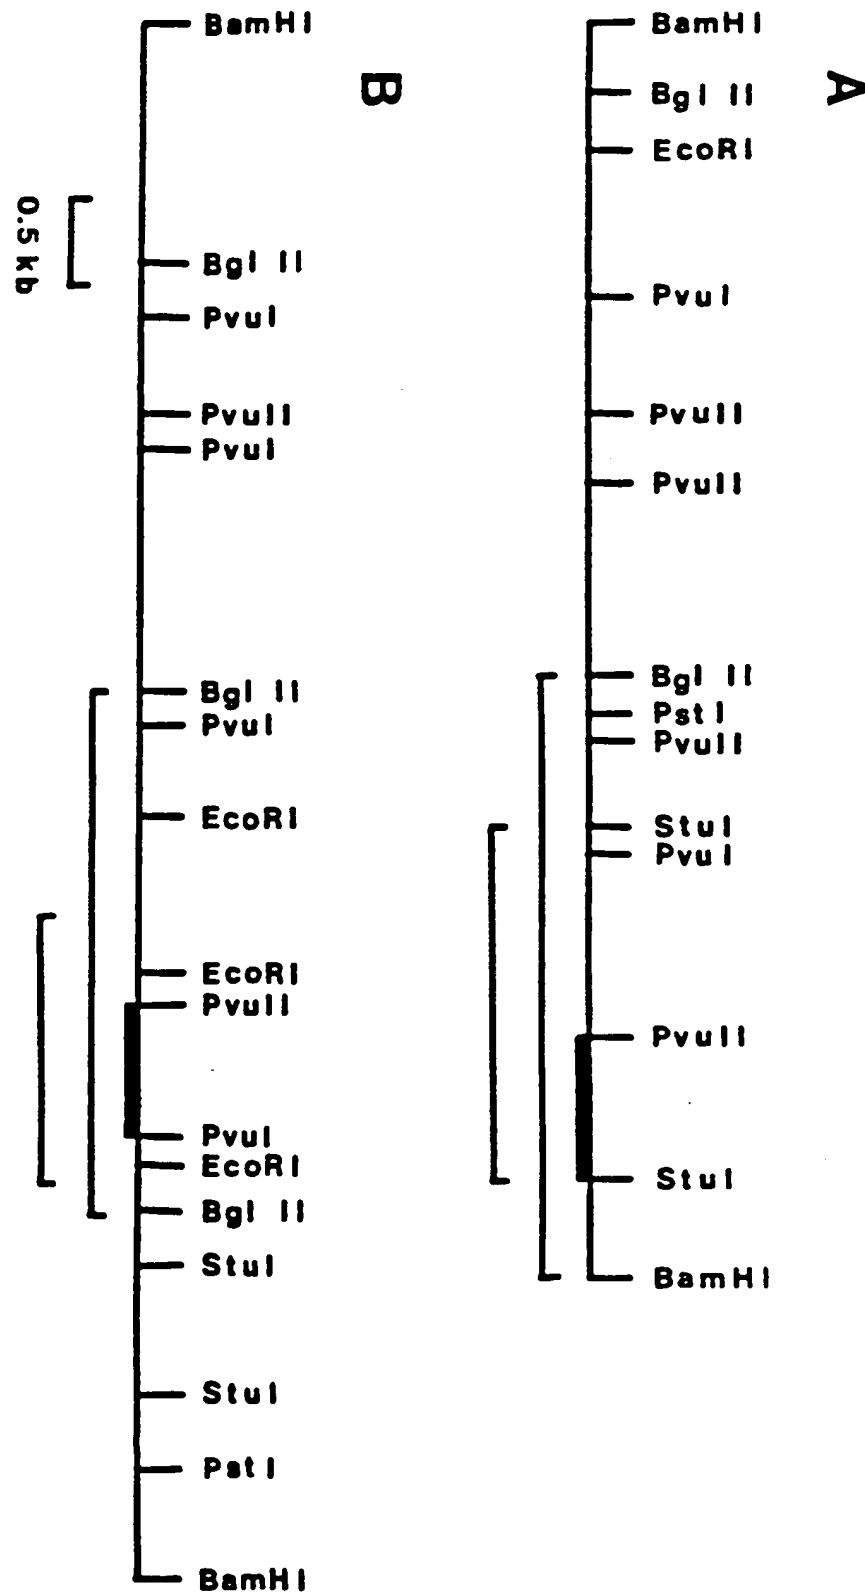 A
BamHI
Bgl II
EcoRI
PvuI
PvuII
PvuII
Bgl II
PstI
PvuII
StuI
PvuI
PvuII
StuI
BamHI
B
BamHI
Bgl II
PvuI
PvuII
PvuI
Bgl II
PvuI
EcoRI
EcoRI
PvuII
PvuI
EcoRI
Bgl II
StuI
StuI
PstI
BamHI
0.5 kb